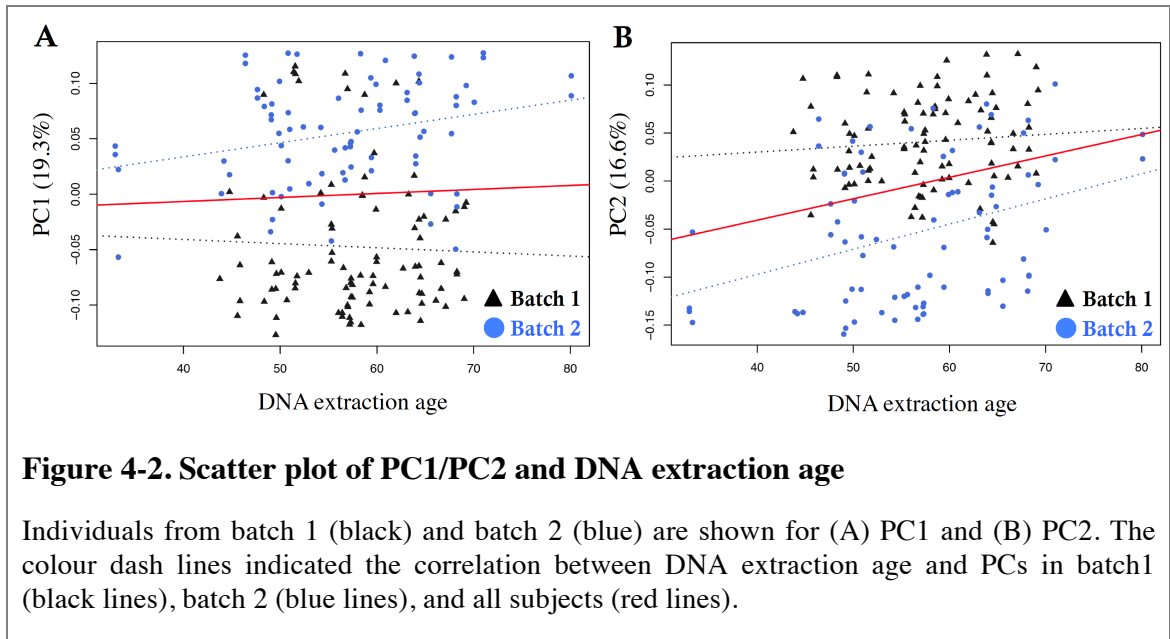 A
PC1 (19.3%)
0.10
0.05
0.00
-0.05
-0.10
Batch 1
Batch 2
40 50 60 70 80
DNA extraction age
B
PC2 (16.6%)
0.10
0.05
0.00
-0.05
-0.10
-0.15
Batch 1
Batch 2
40 50 60 70 80
DNA extraction age
Figure 4-2. Scatter plot of PC1/PC2 and DNA extraction age
Individuals from batch 1 (black) and batch 2 (blue) are shown for (A) PC1 and (B) PC2. The
colour dash lines indicated the correlation between DNA extraction age and PCs in batch1
(black lines), batch 2 (blue lines), and all subjects (red lines).